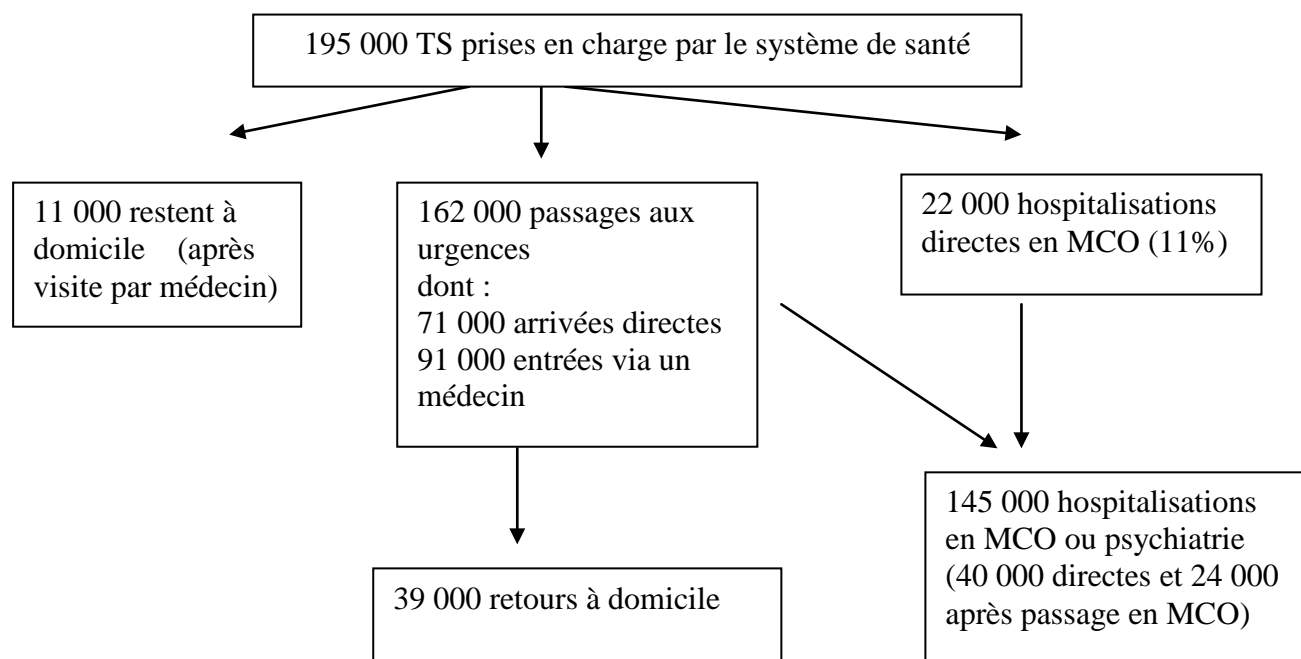 195 000 TS prises en charge par le système de santé
11 000 restent à
domicile (après
visite par médecin)
162 000 passages aux
urgences
dont :
71 000 arrivées directes
91 000 entrées via un
médecin
22 000 hospitalisations
directes en MCO (11%)
39 000 retours à domicile
145 000 hospitalisations
en MCO ou psychiatrie
(40 000 directes et 24 000
après passage en MCO)